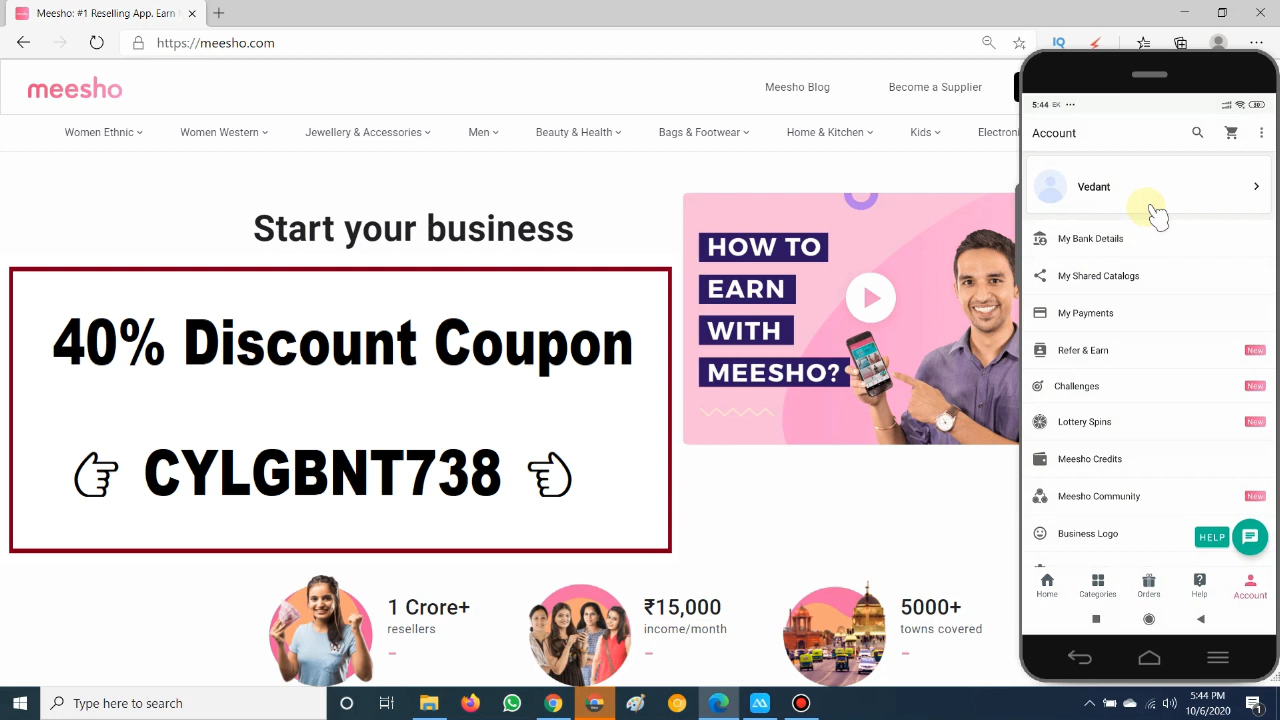 Meesho: #1 Reselling App. Earn
https://meesho.com
IQ
meesho
Meesho Blog
Become a Supplier
Women Ethnic
Women Western
Jewellery & Accessories
Men
Beauty & Health
Bags & Footwear
Home & Kitchen
Kids
Electroni
Start your business
40% Discount Coupon
CYLGBNT738
HOW TO
EARN
WITH
MEESHO?
1 Crore+
resellers
₹15,000
income/month
5000+
towns covered
5:44
Account
Vedant
My Bank Details
My Shared Catalogs
My Payments
Refer & Earn New
Challenges New
Lottery Spins New
Meesho Credits
Meesho Community New
Business Logo
HELP
Home
Categories
Orders
Help
Account
Type here to search
5:44 PM
10/6/2020